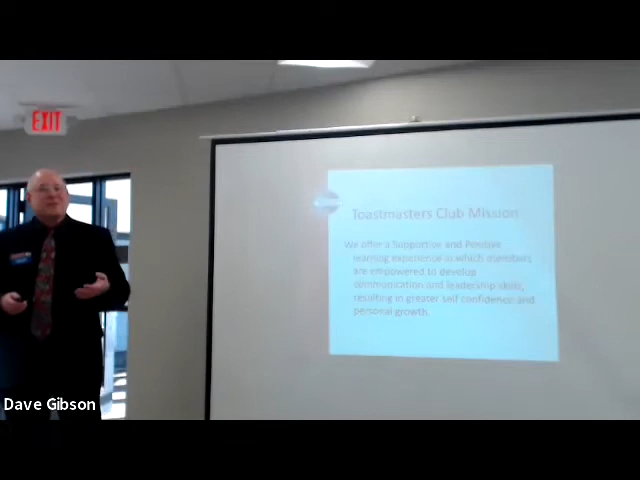 EXIT
Toastmasters Club Mission
We offer a Supportive and Positive
learning experience in which members
are empowered to develop
communication and leadership skills,
resulting in greater self confidence and
personal growth.
Dave Gibson